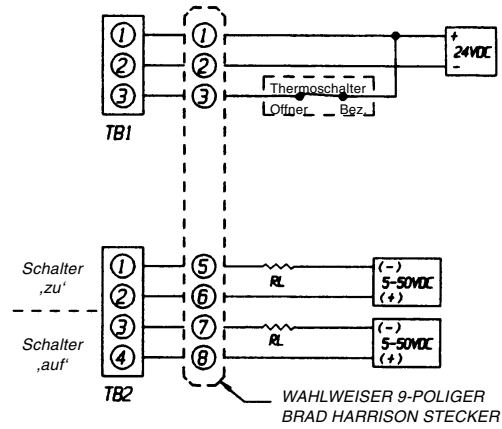 1 1 + 24VDC
2 2 -
3 3 Thermoschalter
Offner Bez.
TB1
Schalter ‚zu‘
1 5 RL (-) 5-50VDC
2 6 (+)
Schalter ‚auf‘
3 7 RL (-) 5-50VDC
4 8 (+)
TB2
WAHLWEISER 9-POLIGER
BRAD HARRISON STECKER